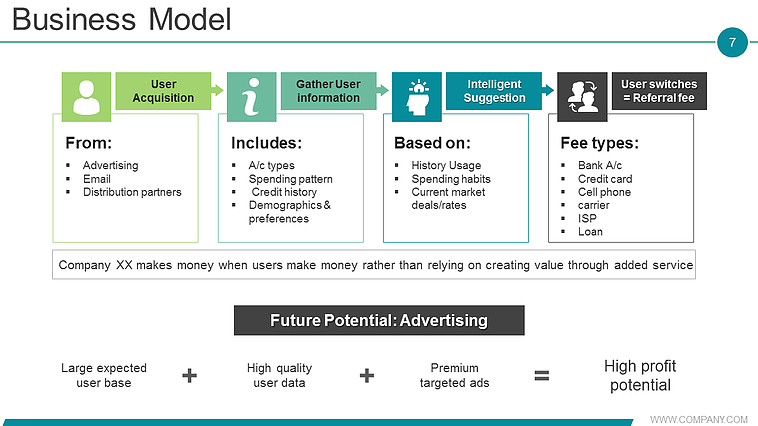 Business Model
7
User
Acquisition
Gather User
information
Intelligent
Suggestion
User switches
= Referral fee
From:
▪ Advertising
▪ Email
▪ Distribution partners
Includes:
▪ A/c types
▪ Spending pattern
▪ Credit history
▪ Demographics &
preferences
Based on:
▪ History Usage
▪ Spending habits
▪ Current market
deals/rates
Fee types:
▪ Bank A/c
▪ Credit card
▪ Cell phone
▪ carrier
▪ ISP
▪ Loan
Company XX makes money when users make money rather than relying on creating value through added service
Future Potential: Advertising
Large expected
user base
+
High quality
user data
+
Premium
targeted ads
=
High profit
potential
WWW.COMPANY.COM